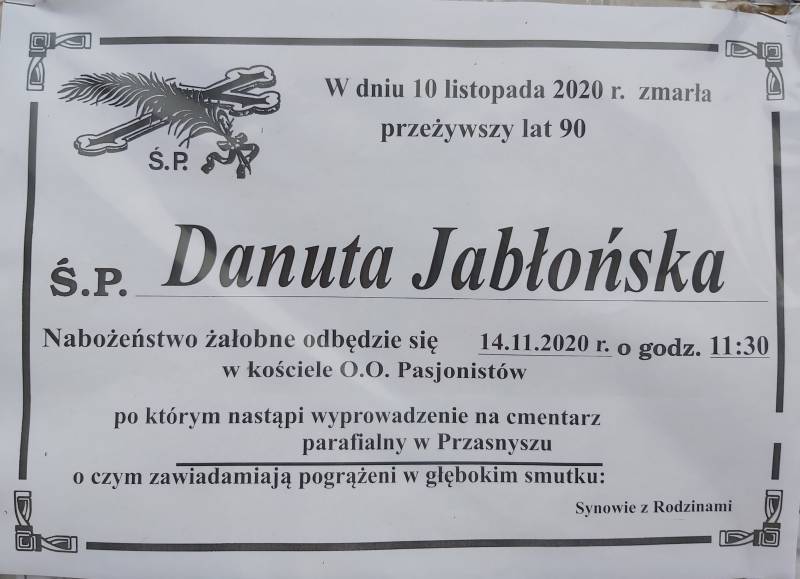 W dniu 10 listopada 2020 r. zmarła
przeżywszy lat 90
Ś.P.
Ś.P. Danuta Jabłońska
Nabożeństwo żałobne odbędzie się 14.11.2020 r. o godz. 11:30
w kościele O.O. Pasjonistów
po którym nastąpi wyprowadzenie na cmentarz
parafialny w Przasnyszu
o czym zawiadamiają pogrążeni w głębokim smutku:
Synowie z Rodzinami